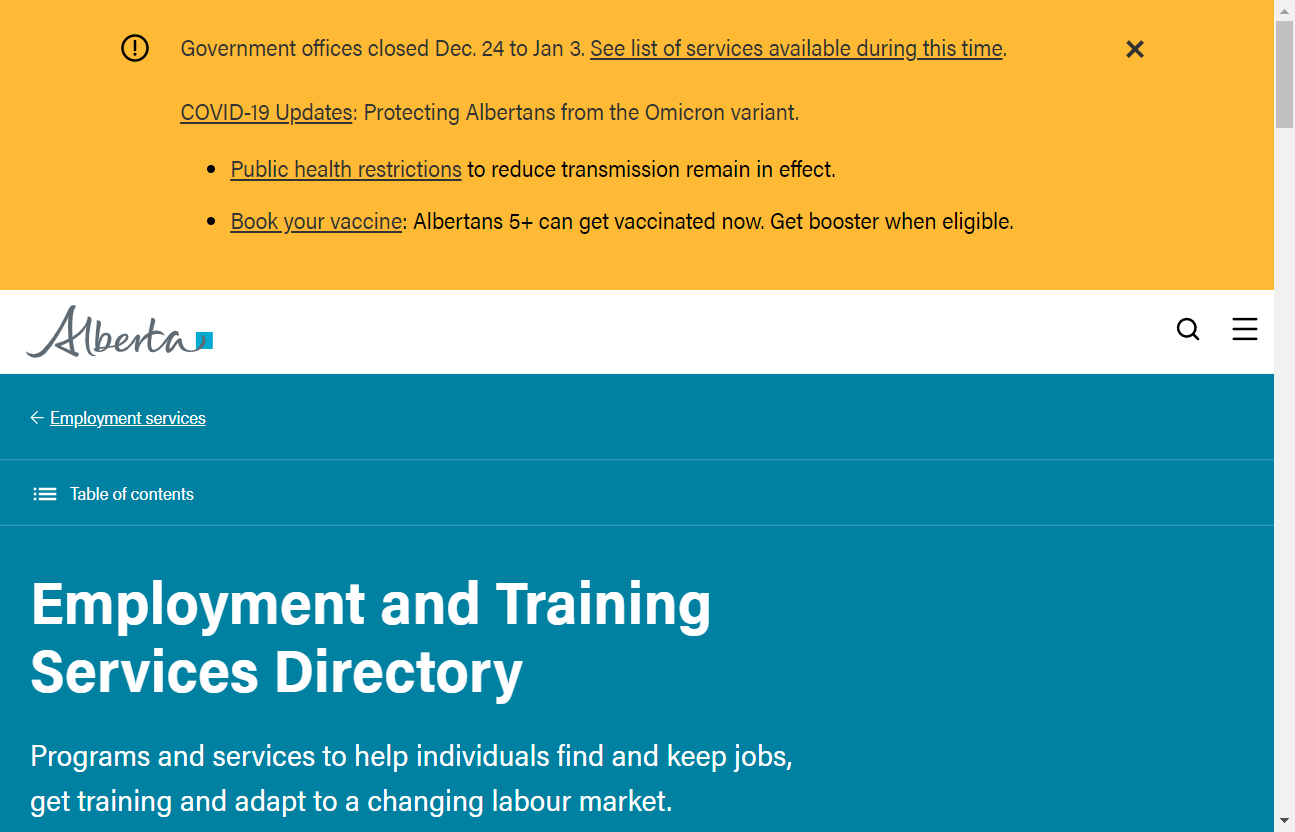 Government offices closed Dec. 24 to Jan 3. See list of services available during this time.
COVID-19 Updates: Protecting Albertans from the Omicron variant.
• Public health restrictions to reduce transmission remain in effect.
• Book your vaccine: Albertans 5+ can get vaccinated now. Get booster when eligible.
Alberta
Employment services
Table of contents
Employment and Training
Services Directory
Programs and services to help individuals find and keep jobs,
get training and adapt to a changing labour market.